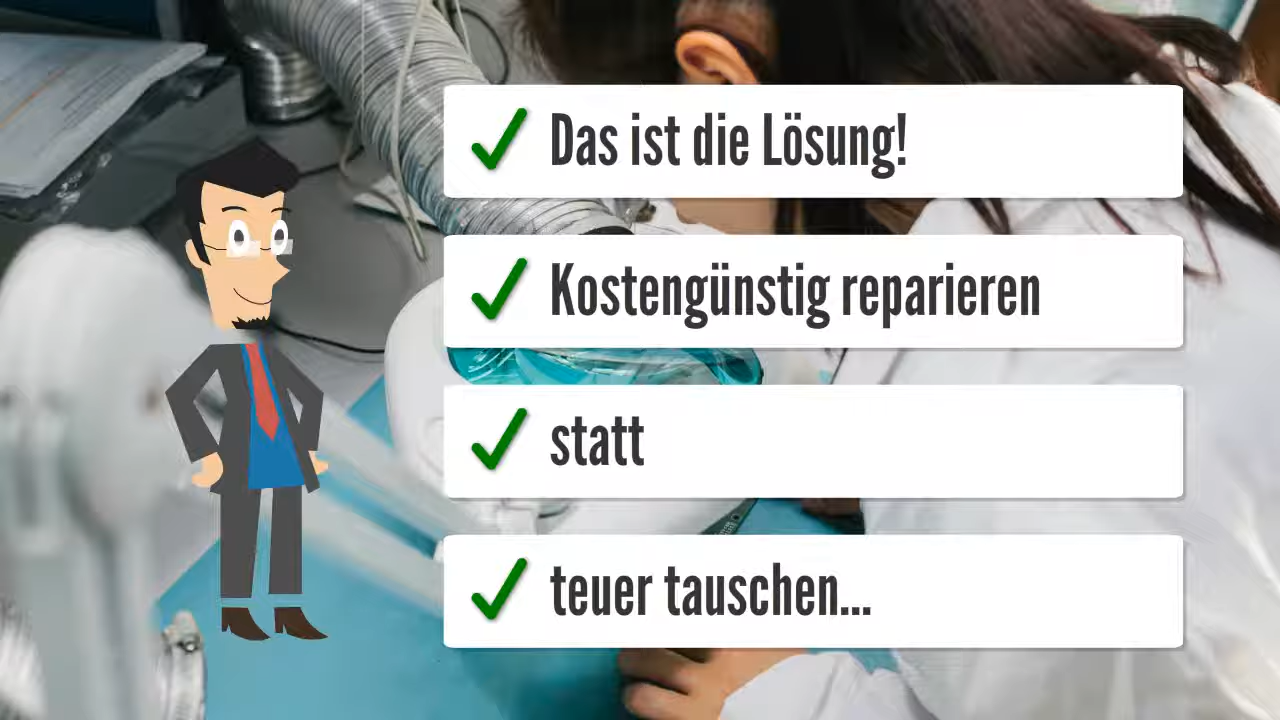 Das ist die Lösung!
Kostengünstig reparieren
statt
teuer tauschen...